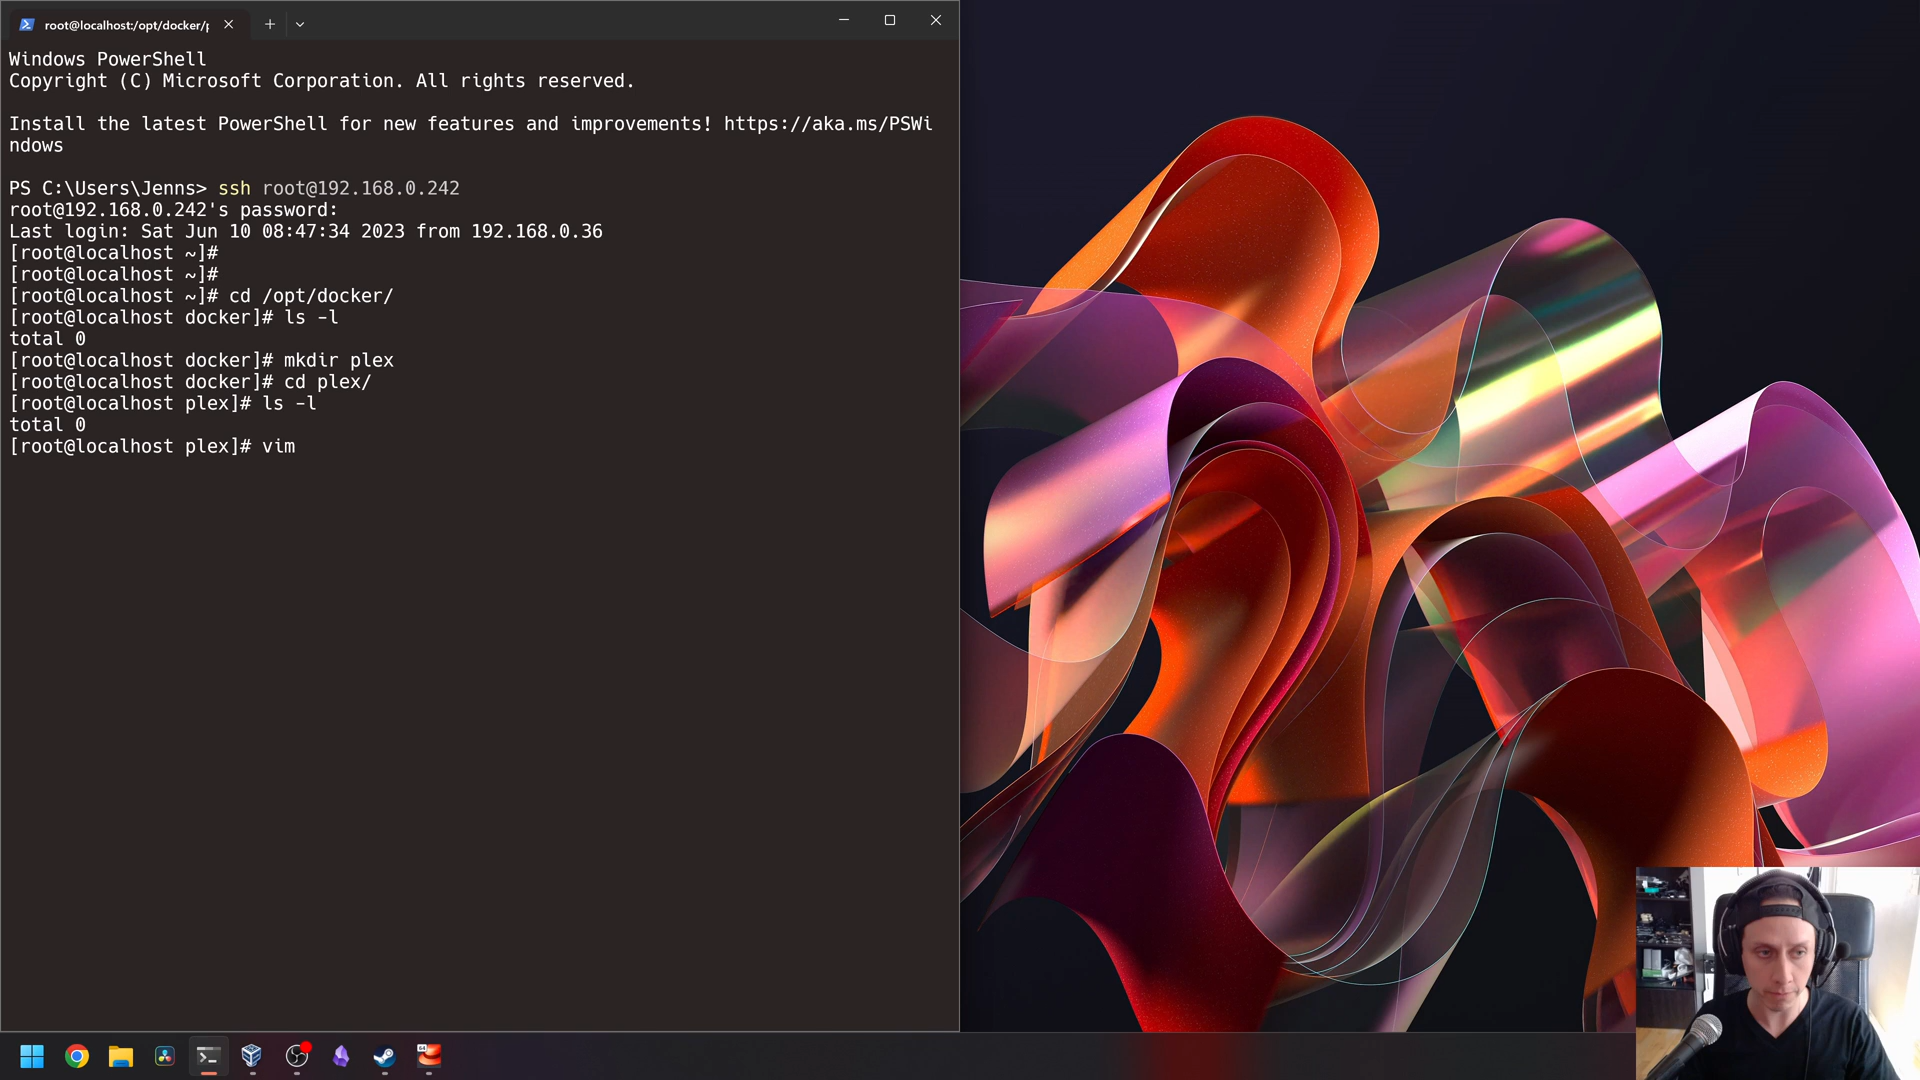 root@localhost:/opt/docker/p
Windows PowerShell
Copyright (C) Microsoft Corporation. All rights reserved.
Install the latest PowerShell for new features and improvements! https://aka.ms/PSWi
ndows
PS C:\Users\Jenns> ssh root@192.168.0.242
root@192.168.0.242's password:
Last login: Sat Jun 10 08:47:34 2023 from 192.168.0.36
[root@localhost ~]#
[root@localhost ~]#
[root@localhost ~]# cd /opt/docker/
[root@localhost docker]# ls -l
total 0
[root@localhost docker]# mkdir plex
[root@localhost docker]# cd plex/
[root@localhost plex]# ls -l
total 0
[root@localhost plex]# vim